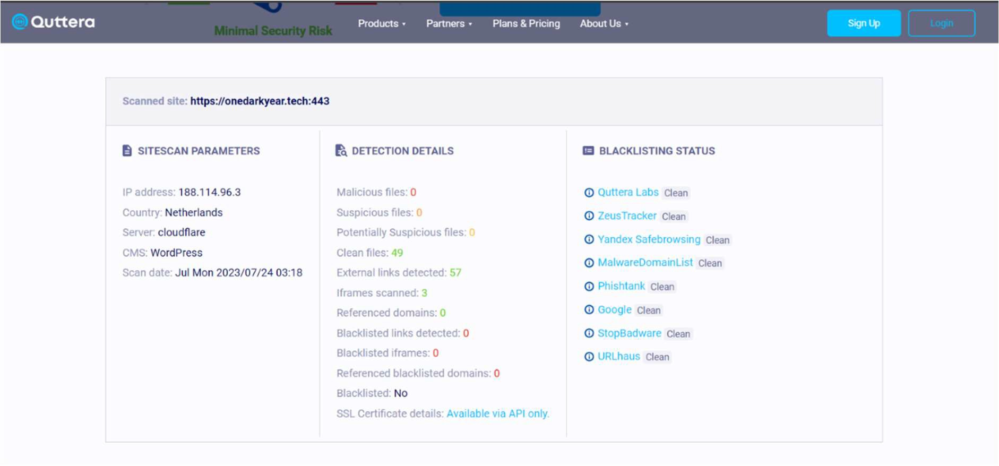 Quttera
Minimal Security Risk
Products
Partners
Plans & Pricing
About Us
Sign Up
Login
Scanned site: https://onedarkyear.tech:443
SITESCAN PARAMETERS
IP address: 188.114.96.3
Country: Netherlands
Server: cloudflare
CMS: WordPress
Scan date: Jul Mon 2023/07/24 03:18
DETECTION DETAILS
Malicious files: 0
Suspicious files: 0
Potentially Suspicious files: 0
Clean files: 49
External links detected: 57
Iframes scanned: 3
Referenced domains: 0
Blacklisted links detected: 0
Blacklisted iframes: 0
Referenced blacklisted domains: 0
Blacklisted: No
SSL Certificate details: Available via API only.
BLACKLISTING STATUS
Quttera Labs Clean
ZeusTracker Clean
Yandex Safebrowsing Clean
MalwareDomainList Clean
Phishtank Clean
Google Clean
StopBadware Clean
URLhaus Clean